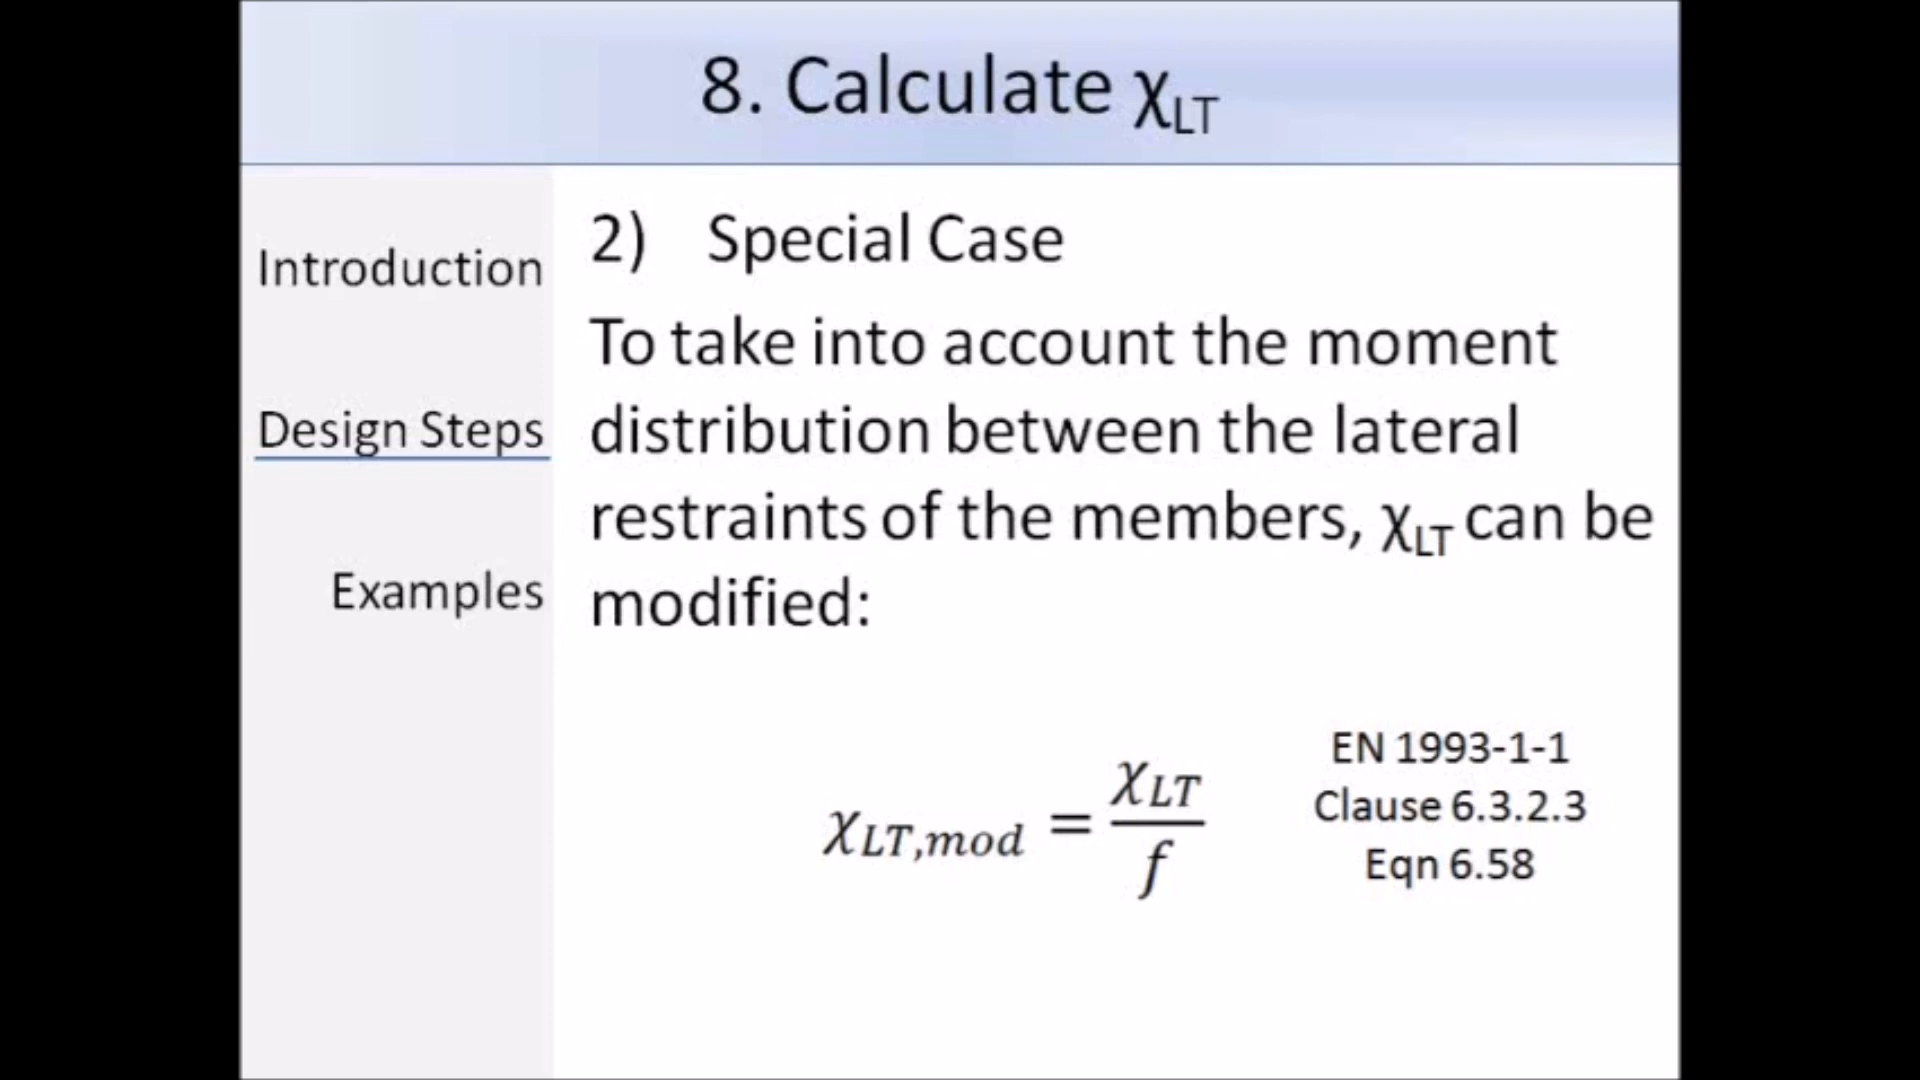 8. Calculate χLT
Introduction
Design Steps
Examples
2) Special Case
To take into account the moment
distribution between the lateral
restraints of the members, χLT can be
modified:
χLT,mod = χLT / f
EN 1993-1-1
Clause 6.3.2.3
Eqn 6.58